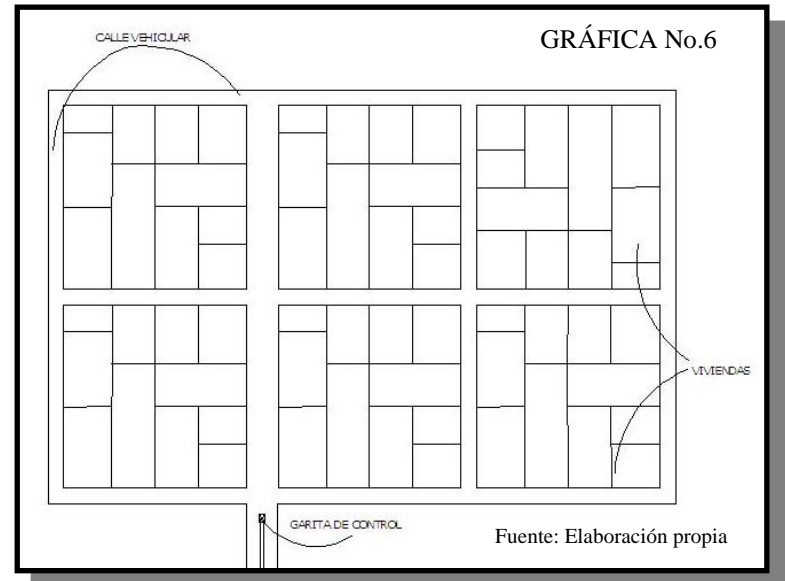 GRÁFICA No.6
CALLE VEHICULAR
VIVIENDAS
GARITA DE CONTROL
Fuente: Elaboración propia